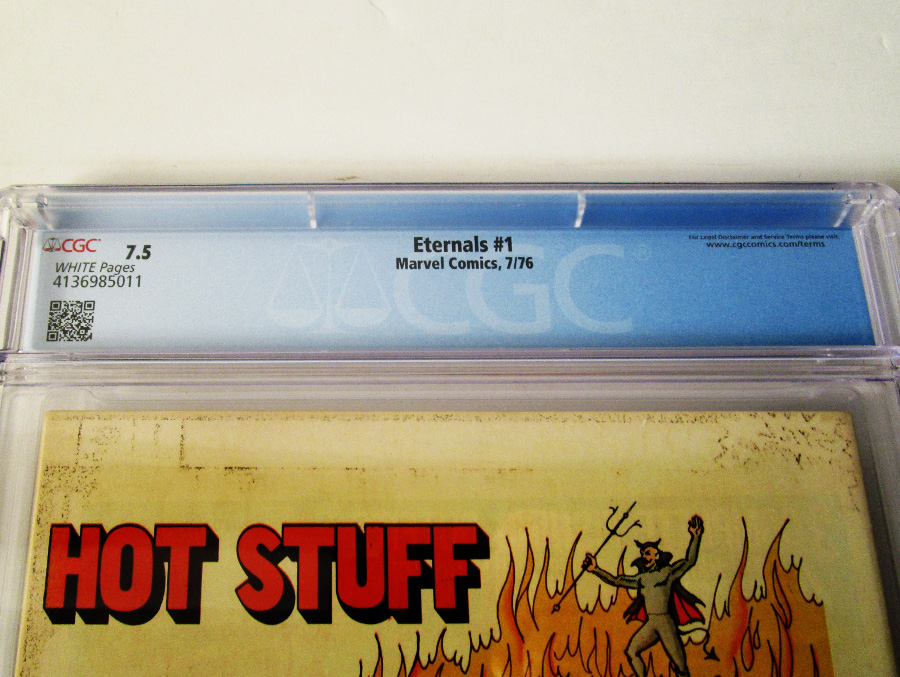 CGC 7.5
WHITE Pages
4136985011
Eternals #1
Marvel Comics, 7/76
For Legal Disclaimer and Service Terms please visit
www.cgccomics.com/terms
CGC
HOT STUFF